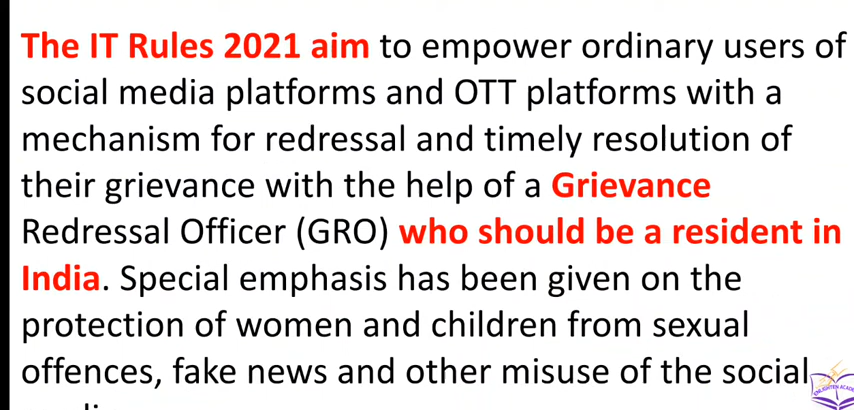 The IT Rules 2021 aim to empower ordinary users of
social media platforms and OTT platforms with a
mechanism for redressal and timely resolution of
their grievance with the help of a Grievance
Redressal Officer (GRO) who should be a resident in
India. Special emphasis has been given on the
protection of women and children from sexual
offences, fake news and other misuse of the social
ENLIGHTEN